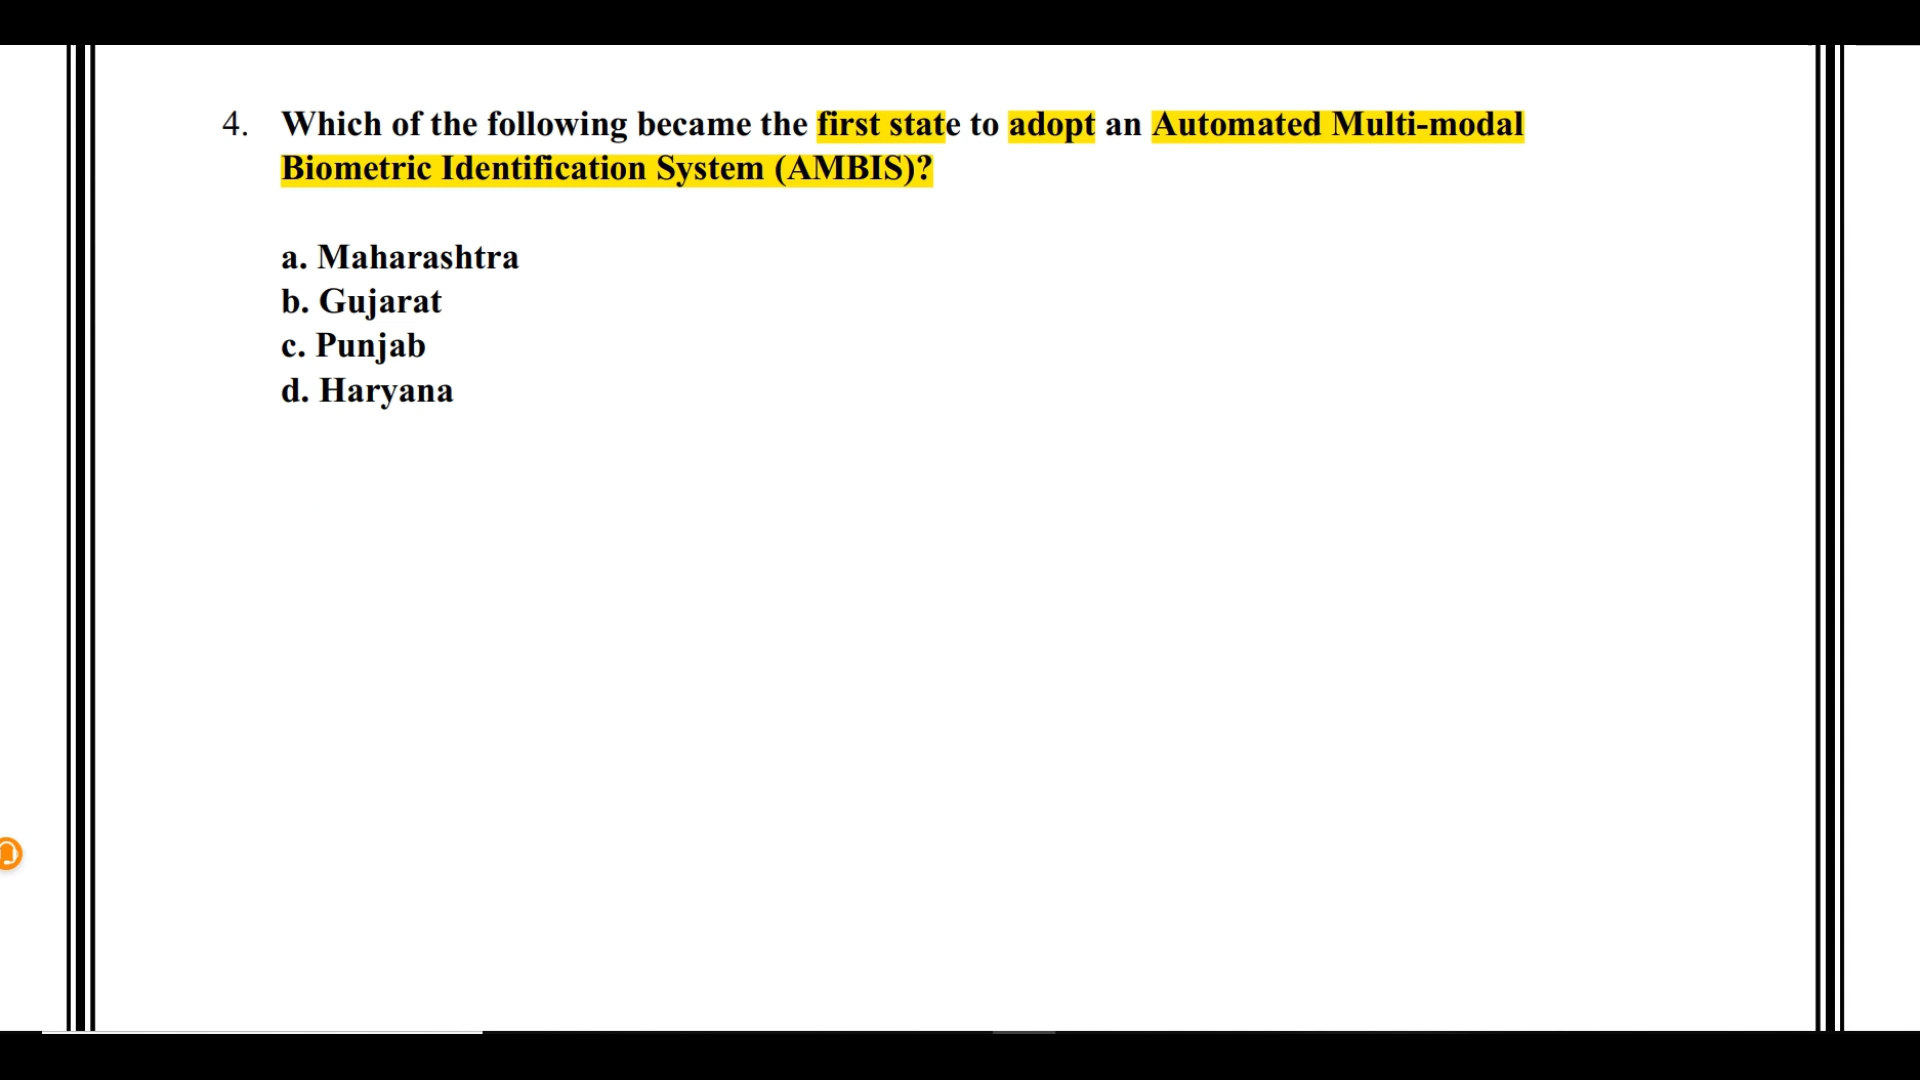 4. Which of the following became the first state to adopt an Automated Multi-modal
Biometric Identification System (AMBIS)?
a. Maharashtra
b. Gujarat
c. Punjab
d. Haryana